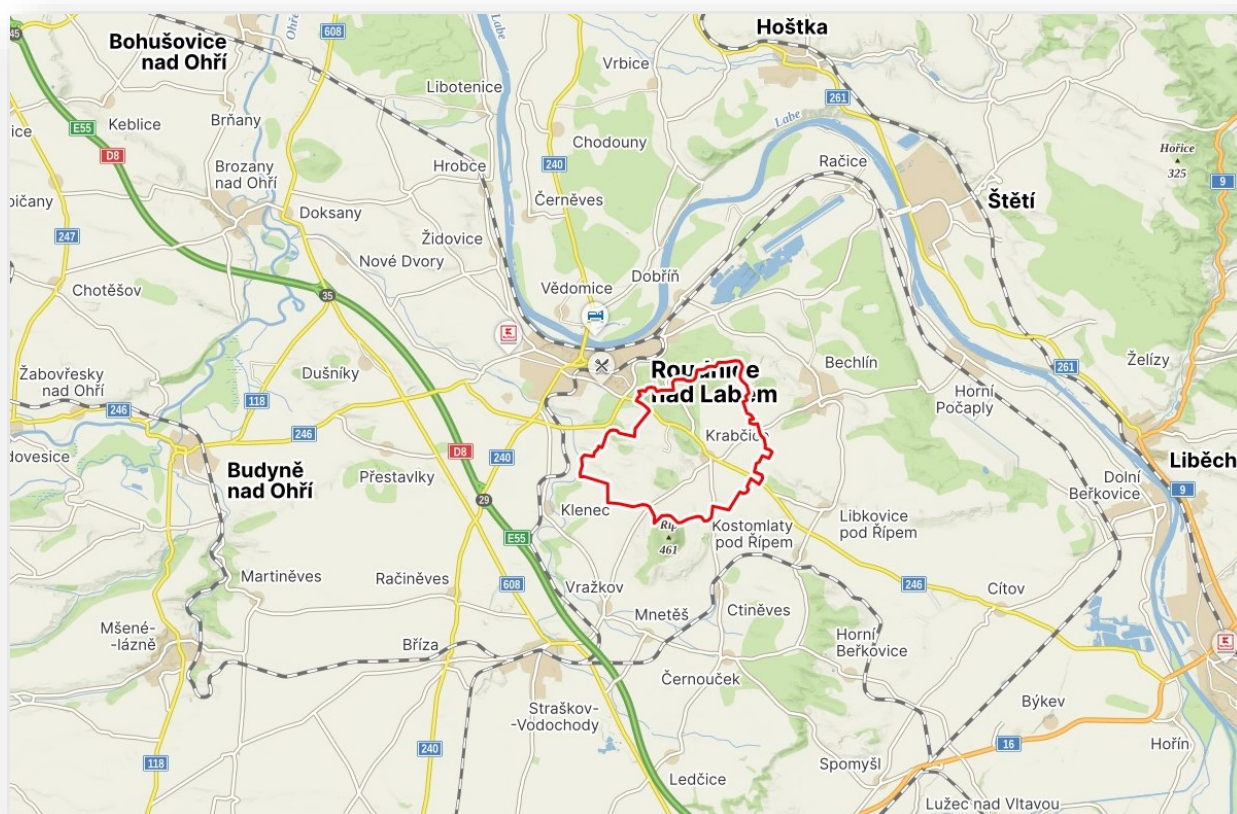 Bohušovice
nad Ohří
608
Ohře
Labe
Hoštka
45
Vrbice
Libotenice
261
E55
Keblice
Brňany
D8
Chodouny
Labe
Hořice
325
9
Brozany
nad Ohří
Hrobce
240
Račice
Štětí
Doksany
Černěves
247
Židovice
Nové Dvory
Dobříň
Chotěšov
35
Vědomice
Žabovřesky
nad Ohří
Dušníky
Roudnice
nad Labem
Bechlín
261
Želízy
246
118
Horní
Počaply
246
D8
240
Krabčice
Liběch
Budyně
nad Ohří
Přestavlky
29
Dolní
Beřkovice
9
Klenec
Říp
461
Kostomlaty
pod Řípem
Libkovice
pod Řípem
E55
Martiněves
Račiněves
608
Vražkov
246
Cítov
Mnetěš
Ctiněves
Mšené-
-lázně
Bříza
Horní
Beřkovice
Černouček
Straškov-
-Vodochody
Býkev
240
16
Hořín
118
Ledčice
Spomyšl
Lužec nad Vltavou